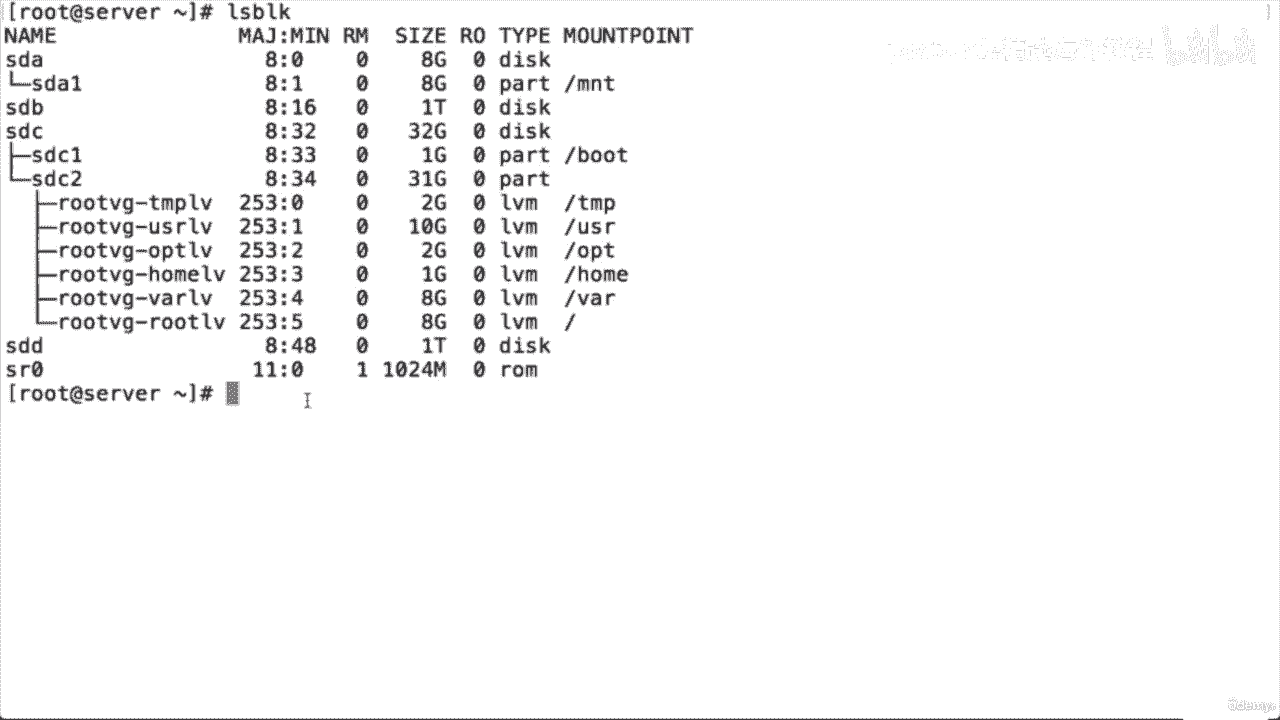 [root@server ~]# lsblk
NAME MAJ:MIN RM SIZE RO TYPE MOUNTPOINT
sda 8:0 0 8G 0 disk
└─sda1 8:1 0 8G 0 part /mnt
sdb 8:16 0 1T 0 disk
sdc 8:32 0 32G 0 disk
├─sdc1 8:33 0 1G 0 part /boot
└─sdc2 8:34 0 31G 0 part
├─rootvg-tmplv 253:0 0 2G 0 lvm /tmp
├─rootvg-usrlv 253:1 0 10G 0 lvm /usr
├─rootvg-optlv 253:2 0 2G 0 lvm /opt
├─rootvg-homelv 253:3 0 1G 0 lvm /home
├─rootvg-varlv 253:4 0 8G 0 lvm /var
└─rootvg-rootlv 253:5 0 8G 0 lvm /
sdd 8:48 0 1T 0 disk
sr0 11:0 1 1024M 0 rom
[root@server ~]#
Udemy